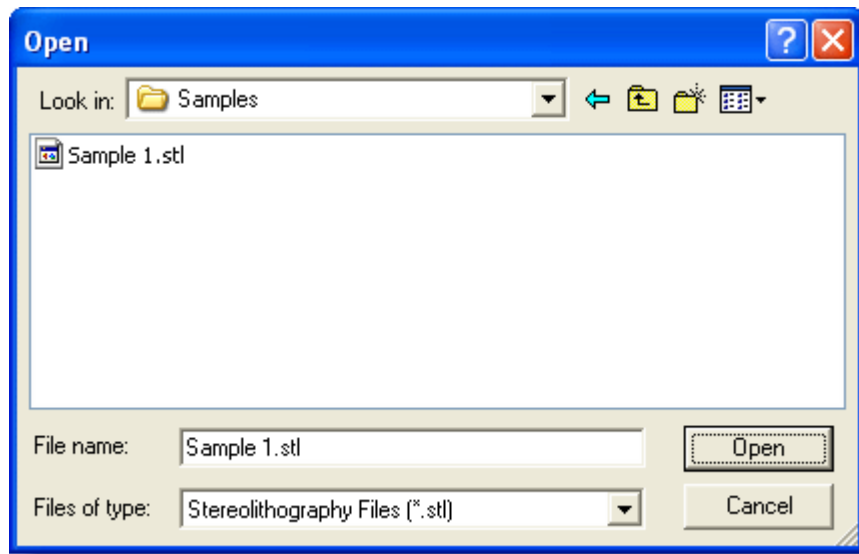 Open
Look in: Samples
Sample 1.stl
File name: Sample 1.stl Open
Files of type: Stereolithography Files (*.stl) Cancel